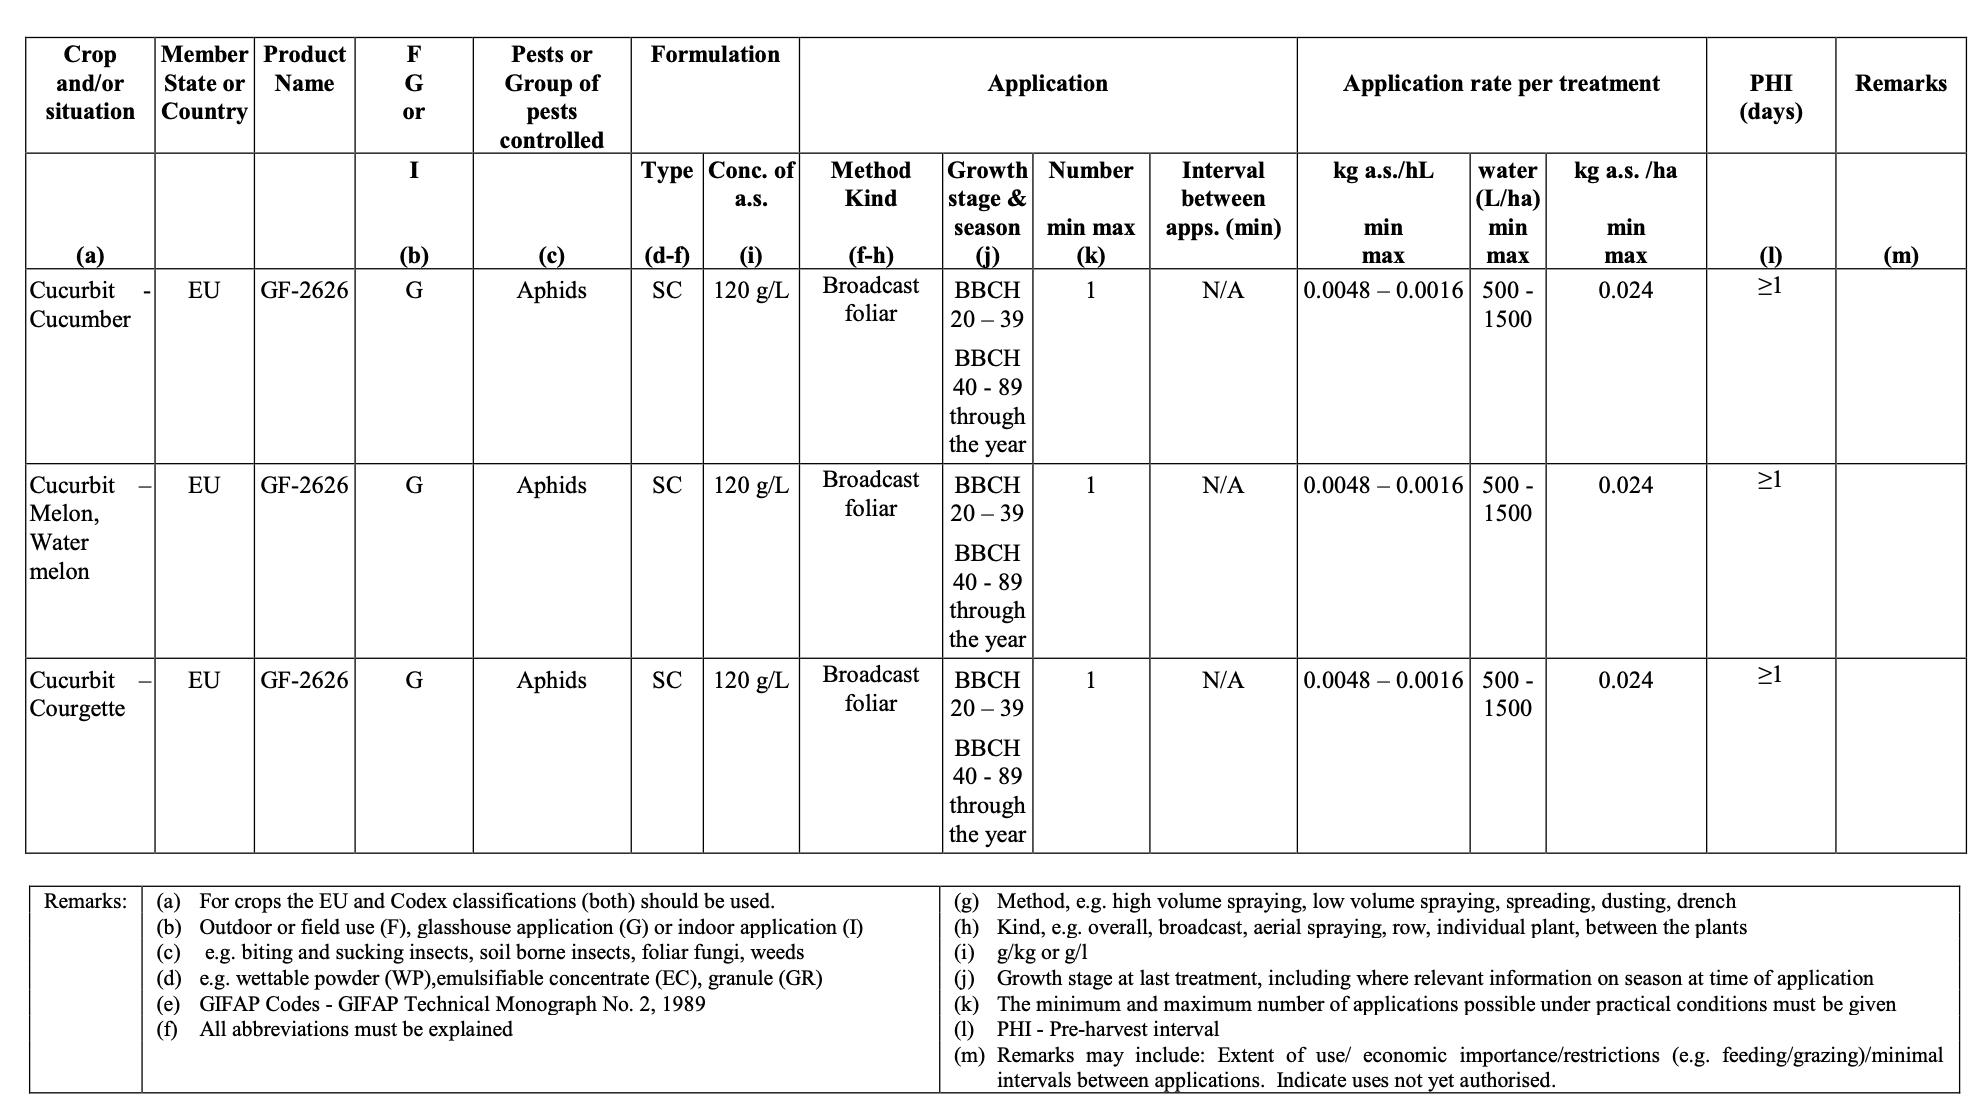 Crop and/or situation
Member State or Country
Product Name
F G or
Pests or Group of pests controlled
Formulation
Application
Application rate per treatment
PHI (days)
Remarks
(a)
I (b)
(c)
Type (d-f)
Conc. of a.s. (i)
Method Kind (f-h)
Growth stage & season (j)
Number min max (k)
Interval between apps. (min)
kg a.s./hL min max
water (L/ha) min max
kg a.s. /ha min max
(l)
(m)
Cucurbit - Cucumber
EU
GF-2626
G
Aphids
SC
120 g/L
Broadcast foliar
BBCH 20 – 39
BBCH 40 - 89 through the year
1
N/A
0.0048 – 0.0016
500 - 1500
0.024
≥1
Cucurbit – Melon, Water melon
EU
GF-2626
G
Aphids
SC
120 g/L
Broadcast foliar
BBCH 20 – 39
BBCH 40 - 89 through the year
1
N/A
0.0048 – 0.0016
500 - 1500
0.024
≥1
Cucurbit – Courgette
EU
GF-2626
G
Aphids
SC
120 g/L
Broadcast foliar
BBCH 20 – 39
BBCH 40 - 89 through the year
1
N/A
0.0048 – 0.0016
500 - 1500
0.024
≥1
Remarks:
(a) For crops the EU and Codex classifications (both) should be used.
(b) Outdoor or field use (F), glasshouse application (G) or indoor application (I)
(c) e.g. biting and sucking insects, soil borne insects, foliar fungi, weeds
(d) e.g. wettable powder (WP),emulsifiable concentrate (EC), granule (GR)
(e) GIFAP Codes - GIFAP Technical Monograph No. 2, 1989
(f) All abbreviations must be explained
(g) Method, e.g. high volume spraying, low volume spraying, spreading, dusting, drench
(h) Kind, e.g. overall, broadcast, aerial spraying, row, individual plant, between the plants
(i) g/kg or g/l
(j) Growth stage at last treatment, including where relevant information on season at time of application
(k) The minimum and maximum number of applications possible under practical conditions must be given
(l) PHI - Pre-harvest interval
(m) Remarks may include: Extent of use/ economic importance/restrictions (e.g. feeding/grazing)/minimal
intervals between applications. Indicate uses not yet authorised.